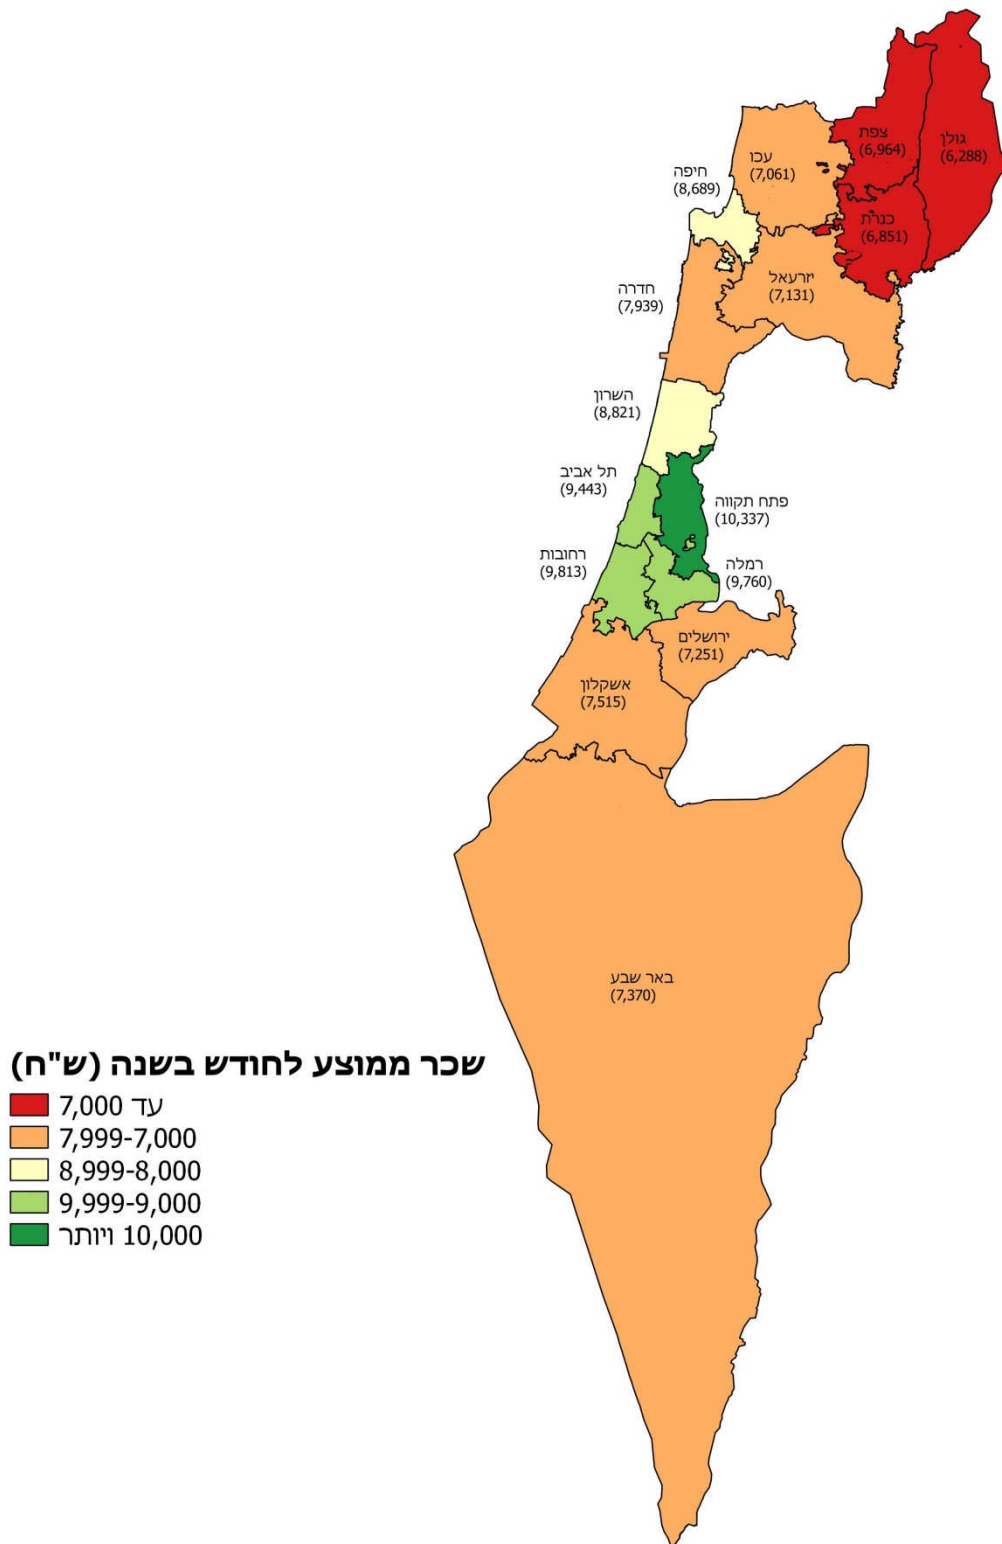 גולן
(6,288)
צפת
(6,964)
עכו
(7,061)
חיפה
(8,689)
כנרת
(6,851)
יזרעאל
(7,131)
חדרה
(7,939)
השרון
(8,821)
תל אביב
(9,443)
פתח תקווה
(10,337)
רחובות
(9,813)
רמלה
(9,760)
ירושלים
(7,251)
אשקלון
(7,515)
באר שבע
(7,370)
שכר ממוצע לחודש בשנה (ש"ח)
עד 7,000
7,999-7,000
8,999-8,000
9,999-9,000
10,000 ויותר